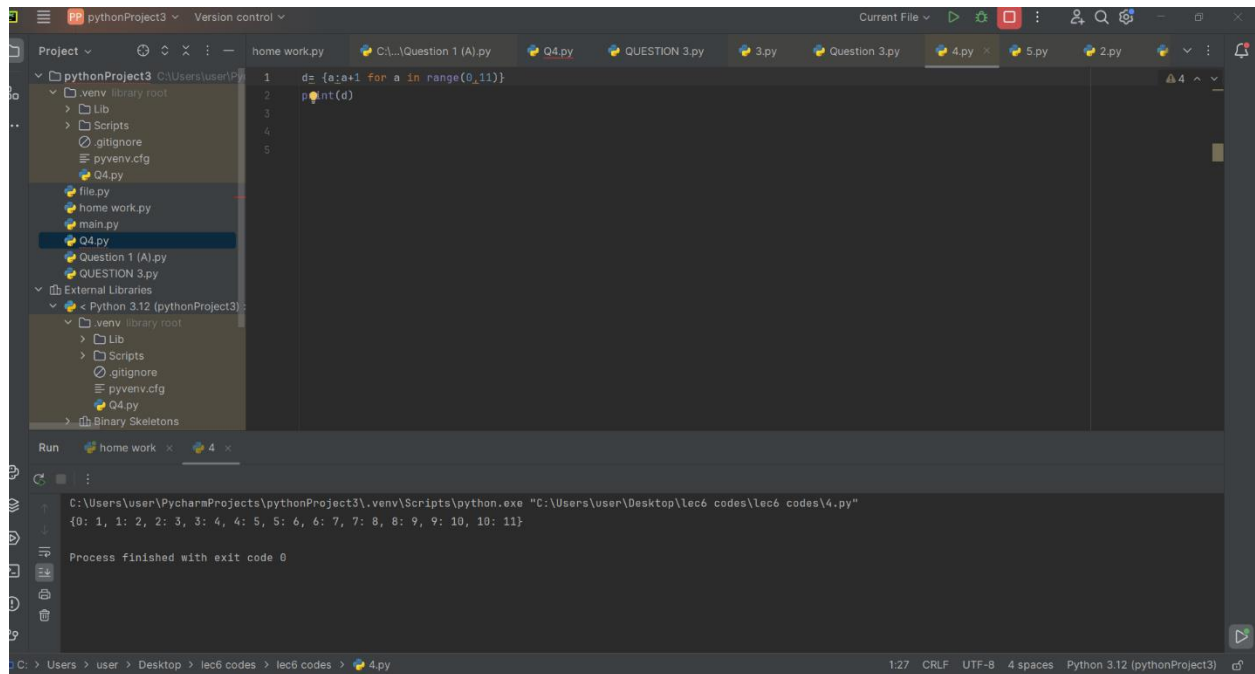 PP pythonProject3 Version control Current File
Project home work.py C:\...\Question 1 (A).py Q4.py QUESTION 3.py 3.py Question 3.py 4.py 5.py 2.py
pythonProject3 C:\Users\user\Py
.venv library root
Lib
Scripts
.gitignore
pyvenv.cfg
Q4.py
file.py
home work.py
main.py
Q4.py
Question 1 (A).py
QUESTION 3.py
External Libraries
< Python 3.12 (pythonProject3)
.venv library root
Lib
Scripts
.gitignore
pyvenv.cfg
Q4.py
Binary Skeletons
1 d= {a:a+1 for a in range(0,11)}
2 print(d)
3
4
5
4
Run home work 4
C:\Users\user\PycharmProjects\pythonProject3\.venv\Scripts\python.exe "C:\Users\user\Desktop\lec6 codes\lec6 codes\4.py"
{0: 1, 1: 2, 2: 3, 3: 4, 4: 5, 5: 6, 6: 7, 7: 8, 8: 9, 9: 10, 10: 11}
Process finished with exit code 0
C: > Users > user > Desktop > lec6 codes > lec6 codes > 4.py 1:27 CRLF UTF-8 4 spaces Python 3.12 (pythonProject3)